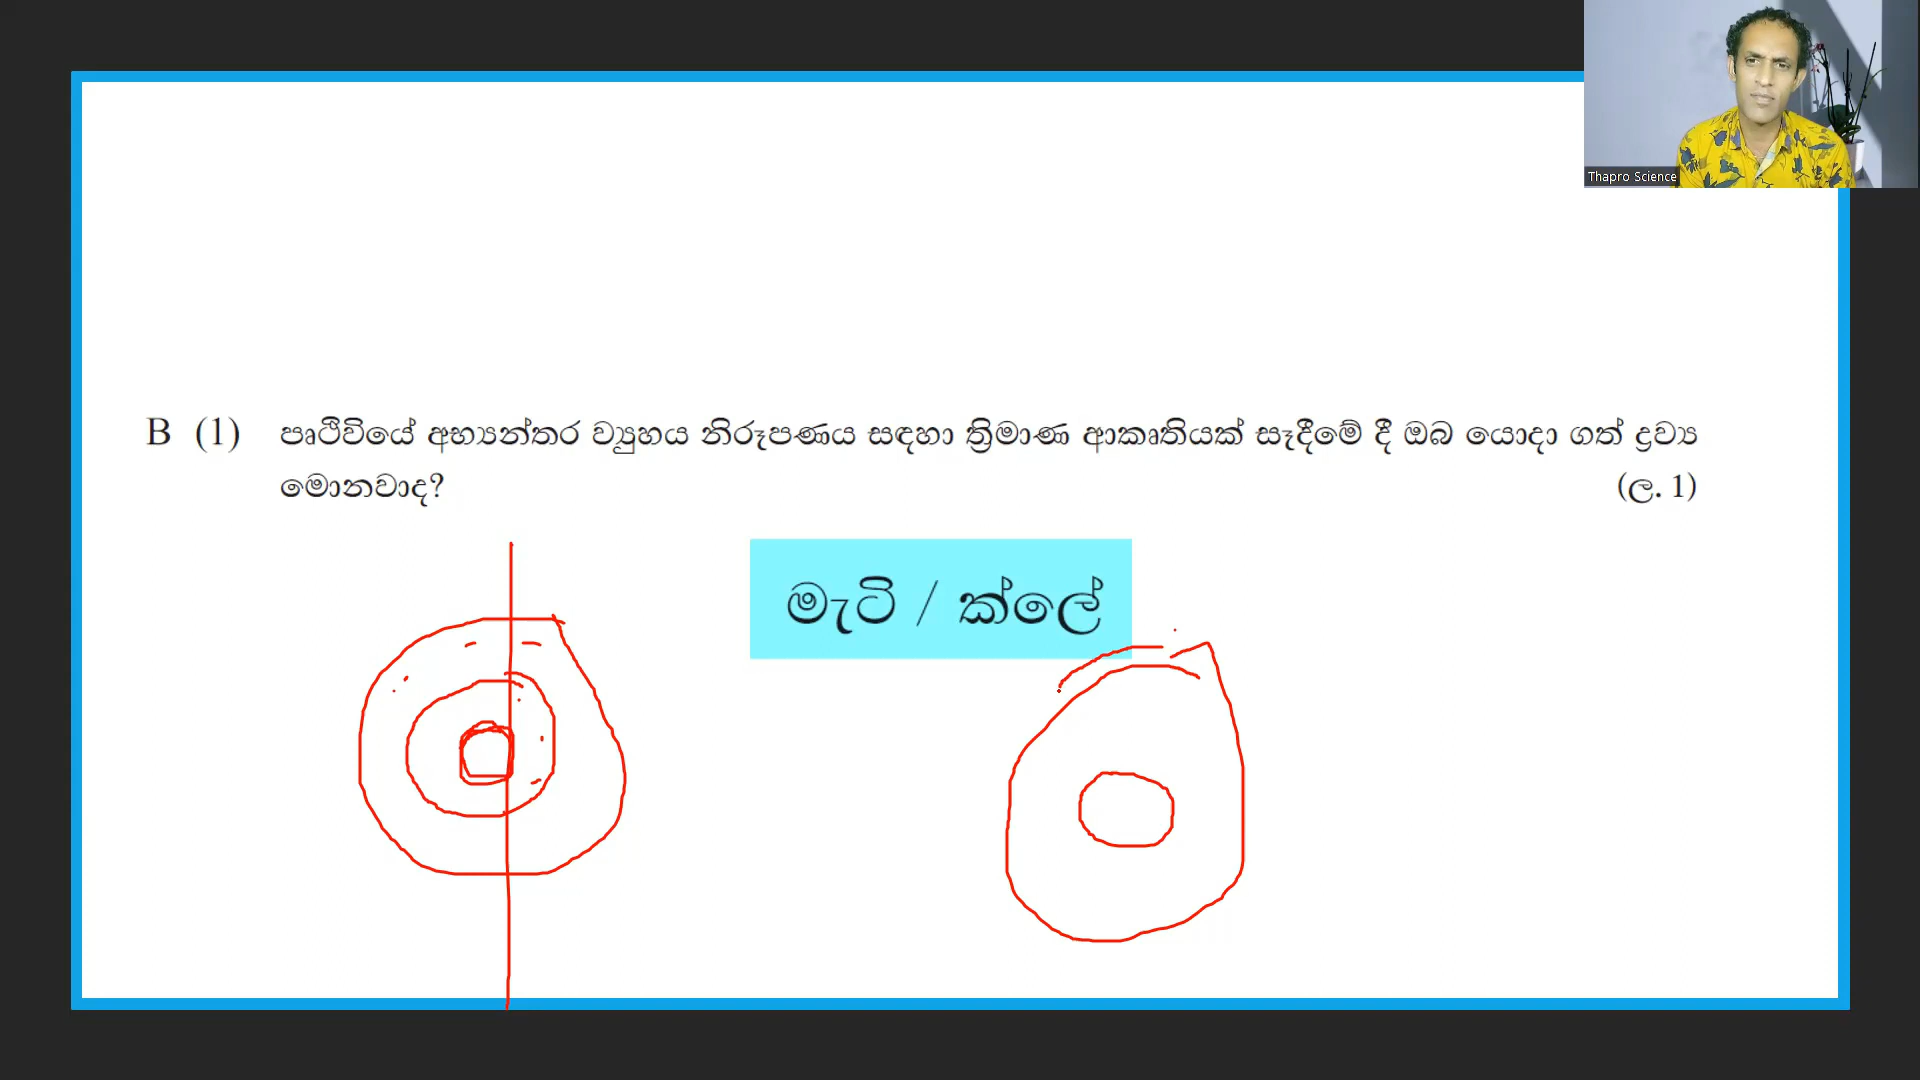 Thapro Science
B (1) පෘථිවියේ අභ්‍යන්තර ව්‍යුහය නිරූපණය සඳහා ත්‍රිමාණ ආකෘතියක් සෑදීමේ දී ඔබ යොදා ගත් ද්‍රව්‍ය
මොනවාද? (ල. 1)
මැටි / ක්ලේ